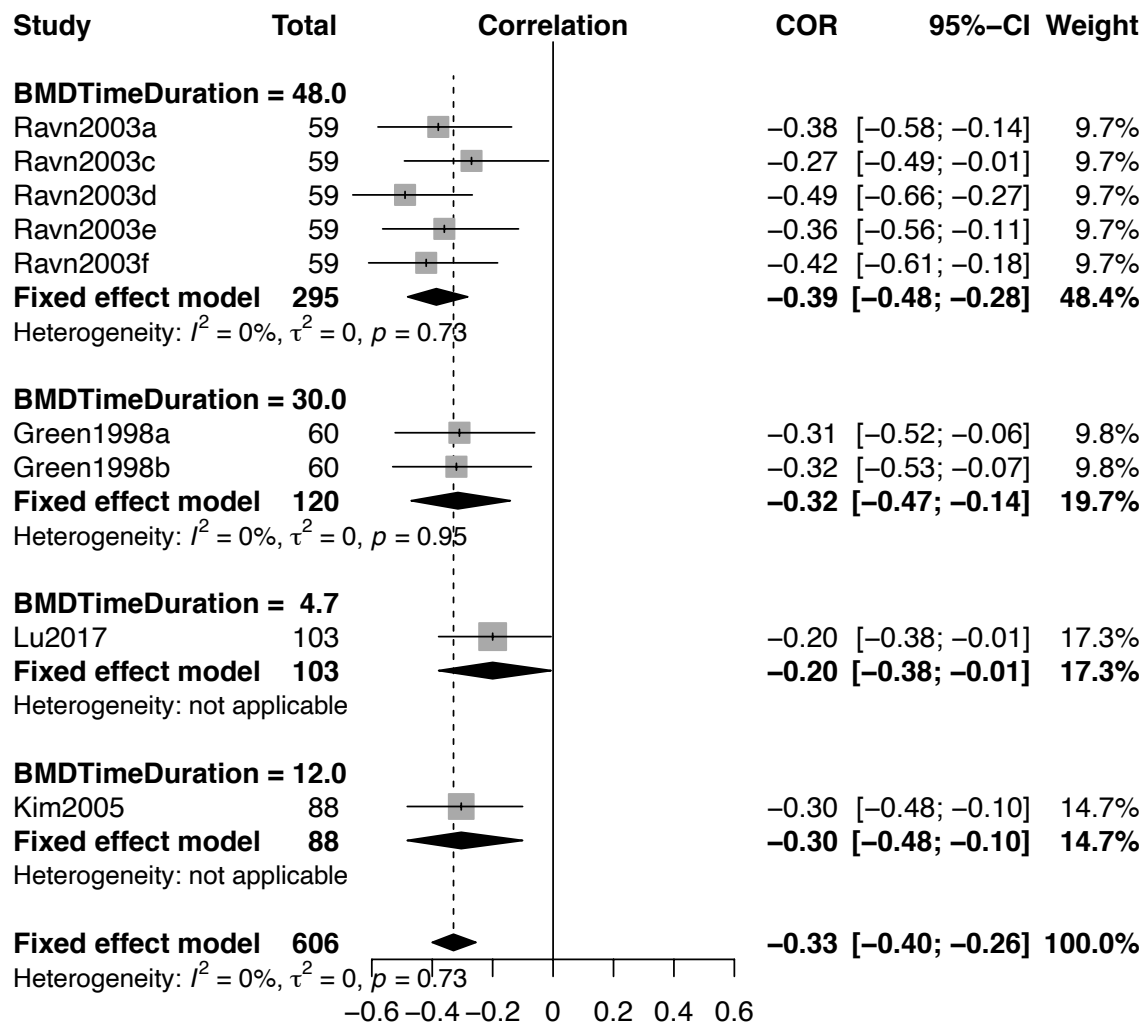 Study Total Correlation COR 95%−CI Weight
BMDTimeDuration = 48.0
Ravn2003a 59 −0.38 [−0.58; −0.14] 9.7%
Ravn2003c 59 −0.27 [−0.49; −0.01] 9.7%
Ravn2003d 59 −0.49 [−0.66; −0.27] 9.7%
Ravn2003e 59 −0.36 [−0.56; −0.11] 9.7%
Ravn2003f 59 −0.42 [−0.61; −0.18] 9.7%
Fixed effect model 295 −0.39 [−0.48; −0.28] 48.4%
Heterogeneity: I² = 0%, τ² = 0, p = 0.73
BMDTimeDuration = 30.0
Green1998a 60 −0.31 [−0.52; −0.06] 9.8%
Green1998b 60 −0.32 [−0.53; −0.07] 9.8%
Fixed effect model 120 −0.32 [−0.47; −0.14] 19.7%
Heterogeneity: I² = 0%, τ² = 0, p = 0.95
BMDTimeDuration = 4.7
Lu2017 103 −0.20 [−0.38; −0.01] 17.3%
Fixed effect model 103 −0.20 [−0.38; −0.01] 17.3%
Heterogeneity: not applicable
BMDTimeDuration = 12.0
Kim2005 88 −0.30 [−0.48; −0.10] 14.7%
Fixed effect model 88 −0.30 [−0.48; −0.10] 14.7%
Heterogeneity: not applicable
Fixed effect model 606 −0.33 [−0.40; −0.26] 100.0%
Heterogeneity: I² = 0%, τ² = 0, p = 0.73
−0.6 −0.4 −0.2 0 0.2 0.4 0.6